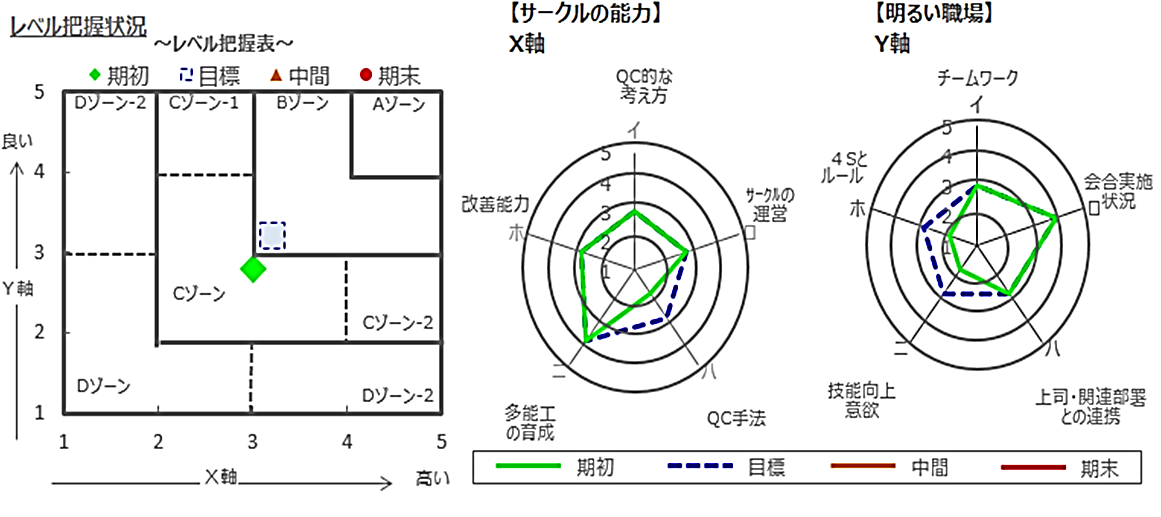 レベル把握状況
～レベル把握表～
期初
目標
中間
期末
5
4
3
2
1
良い
Y軸
Dゾーン-2
Cゾーン-1
Bゾーン
Aゾーン
Cゾーン
Cゾーン-2
Dゾーン
Dゾーン-2
1
2
3
4
5
X軸
高い
【サークルの能力】
X軸
QC的な
考え方
イ
サークルの
運営
ロ
ハ
QC手法
ニ
多能工
の育成
改善能力
ホ
5
4
3
2
1
【明るい職場】
Y軸
チームワーク
イ
会合実施
状況
ロ
ハ
上司・関連部署
との連携
ニ
技能向上
意欲
4Sと
ルール
ホ
5
4
3
2
1
期初
目標
中間
期末